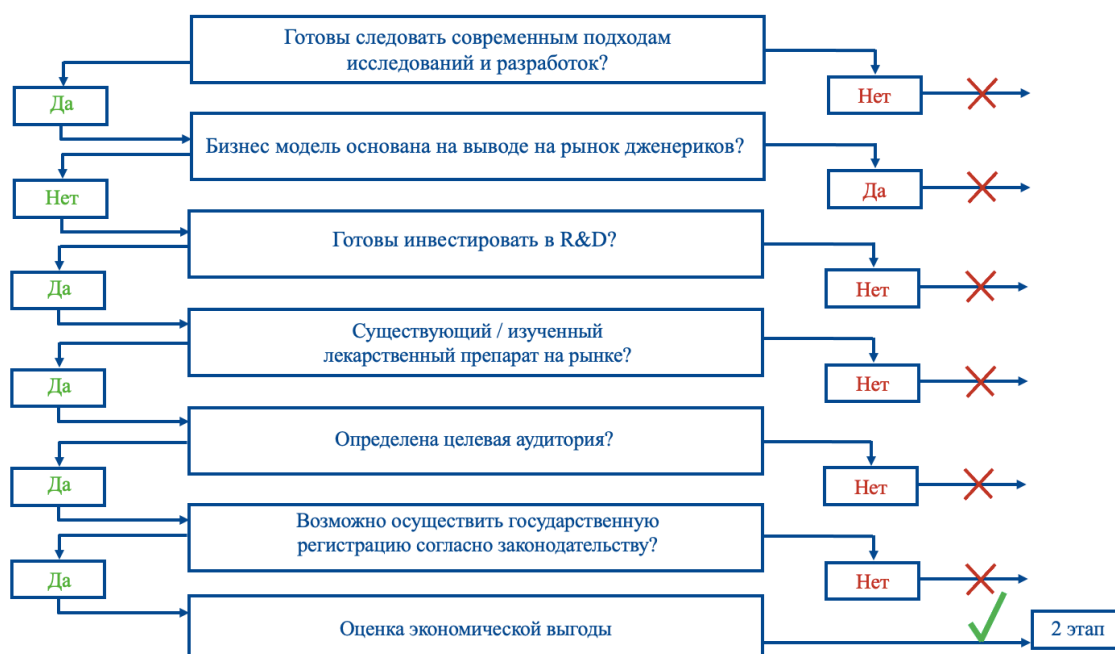 Готовы следовать современным подходам
исследований и разработок?
Да
Нет
Бизнес модель основана на выводе на рынок дженериков?
Нет
Да
Готовы инвестировать в R&D?
Да
Нет
Существующий / изученный
лекарственный препарат на рынке?
Да
Нет
Определена целевая аудитория?
Да
Нет
Возможно осуществить государственную
регистрацию согласно законодательству?
Да
Нет
Оценка экономической выгоды
2 этап